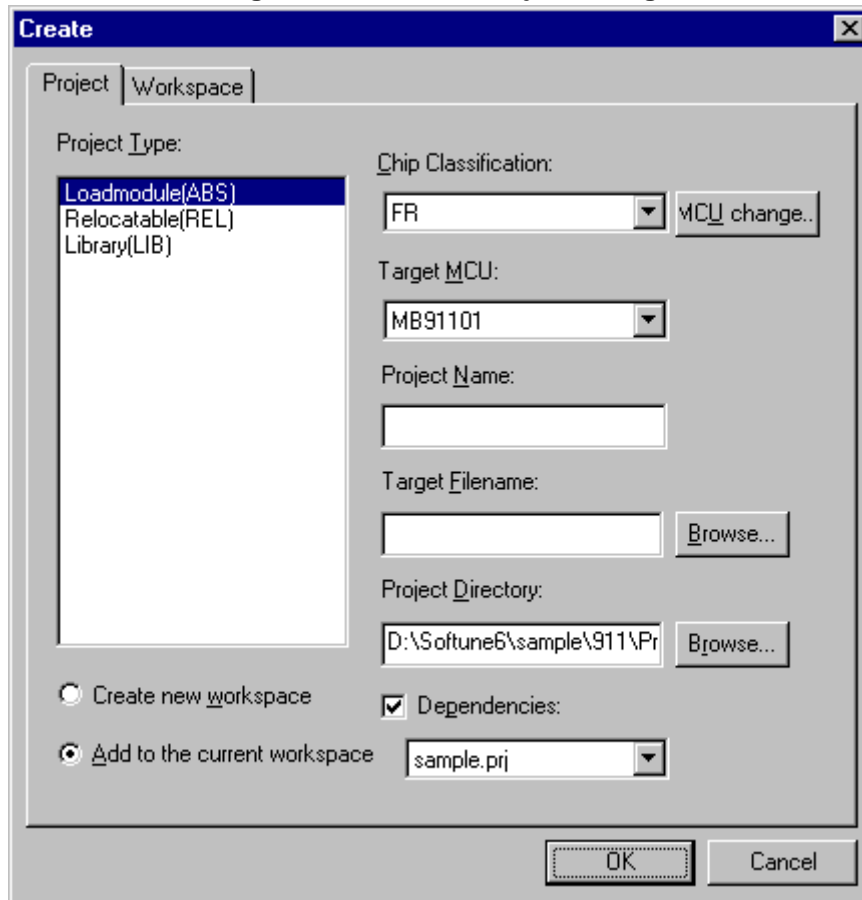 Create
Project
Workspace
Project Type:
Loadmodule(ABS)
Relocatable(REL)
Library(LIB)
Create new workspace
Add to the current workspace
Chip Classification:
FR
MCU change..
Target MCU:
MB91101
Project Name:
Target Filename:
Browse...
Project Directory:
D:\Softune6\sample\911\Pr
Browse...
Dependencies:
sample.prj
OK
Cancel